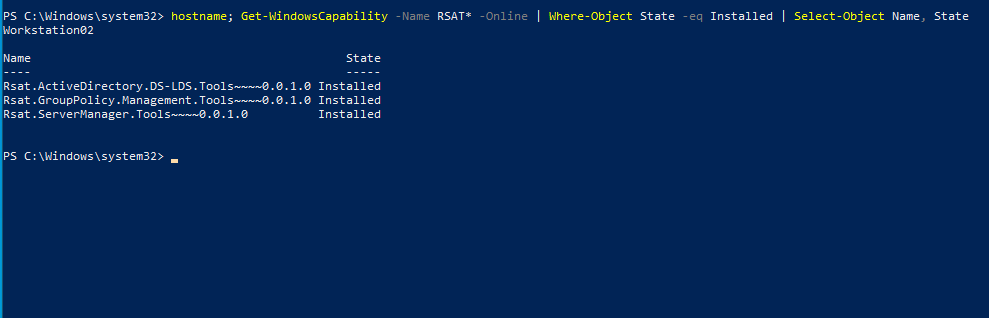 PS C:\Windows\system32> hostname; Get-WindowsCapability -Name RSAT* -Online | Where-Object State -eq Installed | Select-Object Name, State
Workstation02
Name State
---- -----
Rsat.ActiveDirectory.DS-LDS.Tools~~~~0.0.1.0 Installed
Rsat.GroupPolicy.Management.Tools~~~~0.0.1.0 Installed
Rsat.ServerManager.Tools~~~~0.0.1.0 Installed
PS C:\Windows\system32>